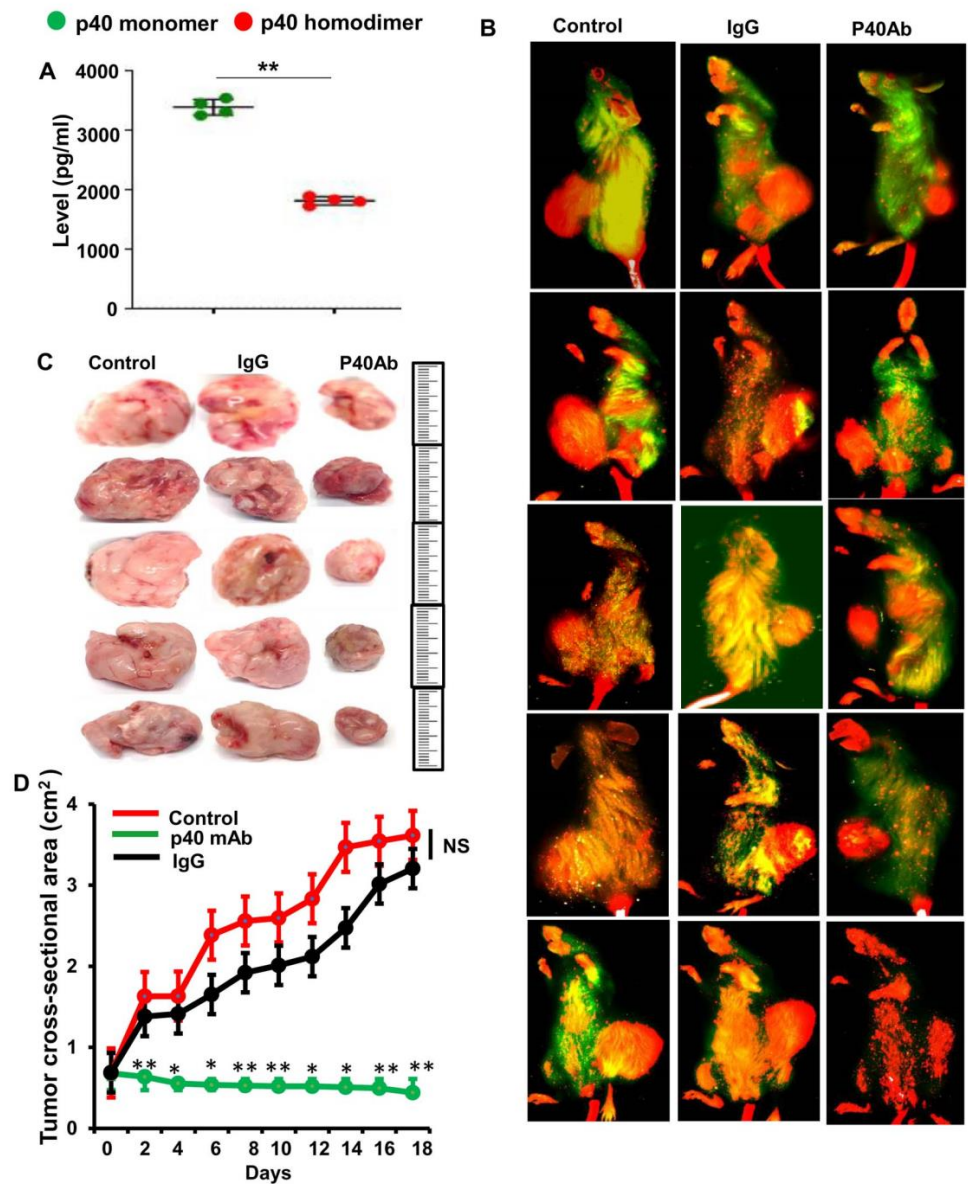 p40 monomer p40 homodimer
A
**
4000
3000
2000
1000
0
Level (pg/ml)
B
Control IgG P40Ab
C
Control IgG P40Ab
D
Control
p40 mAb
IgG
NS
4
3
2
1
0
Tumor cross-sectional area (cm²)
** * * ** ** * * ** **
0 2 4 6 8 10 12 14 16 18
Days